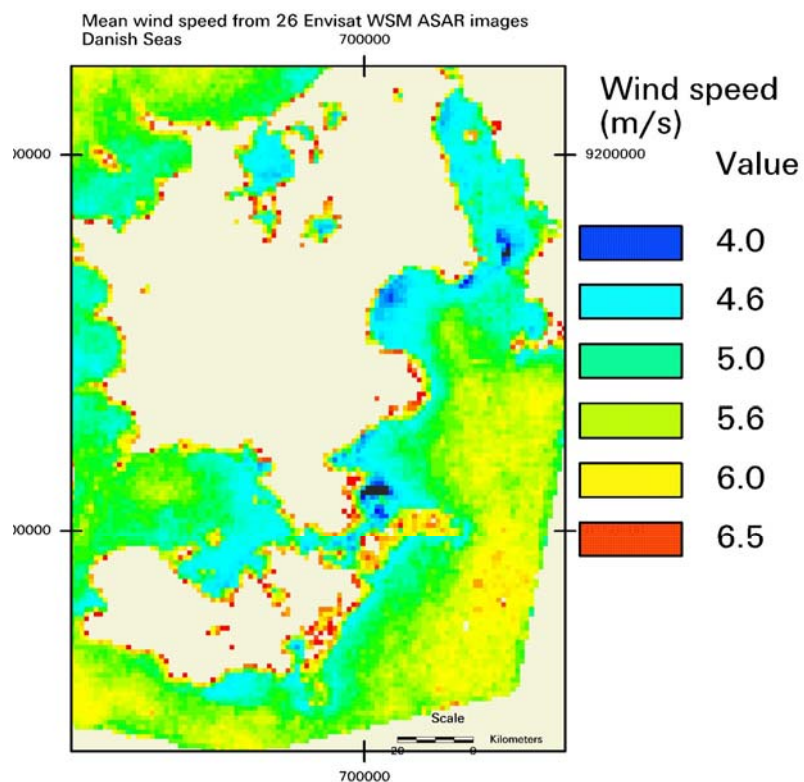 Mean wind speed from 26 Envisat WSM ASAR images
Danish Seas
700000
Wind speed
(m/s)
00000
9200000
Value
4.0
4.6
5.0
5.6
6.0
00000
6.5
Scale
20 0 Kilometers
700000